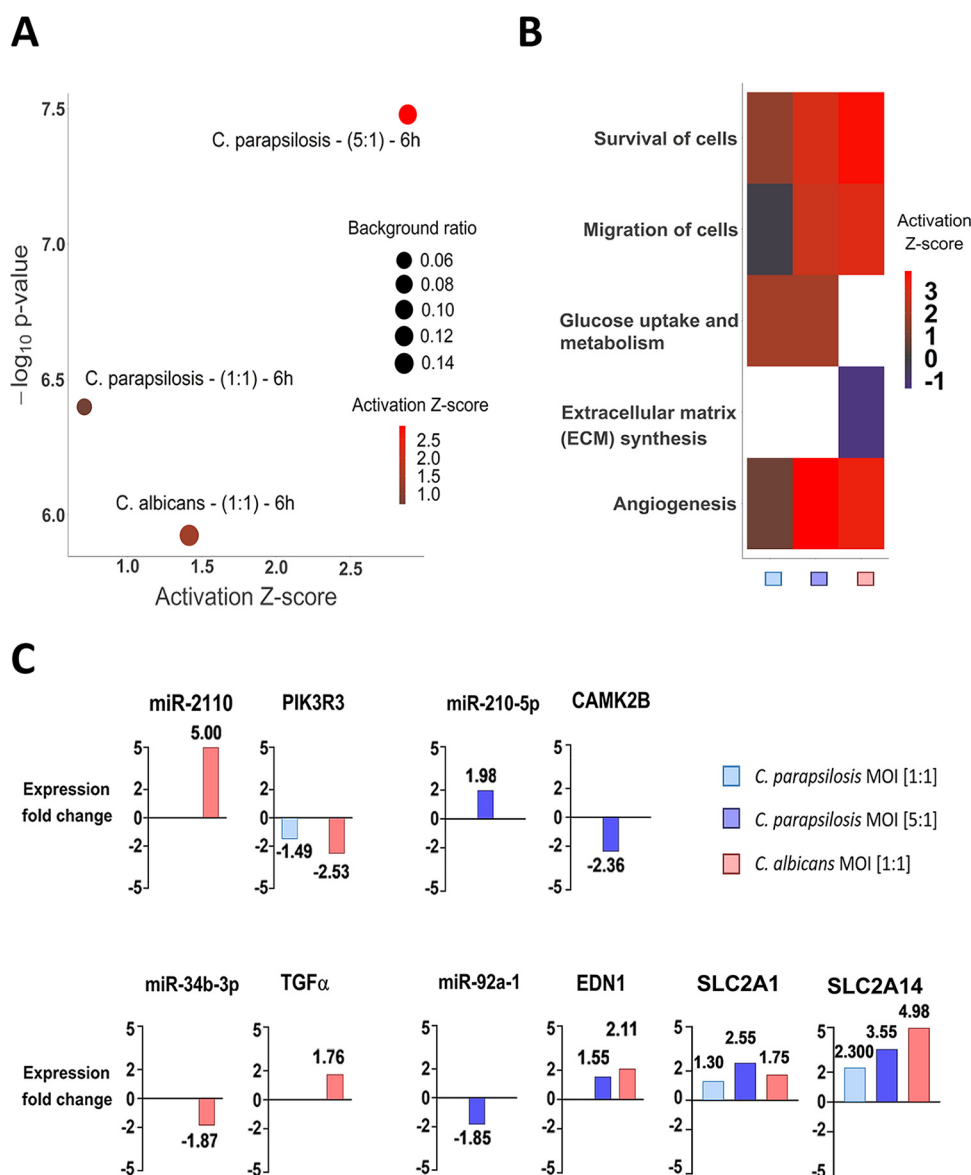 A
7.5
7.0
6.5
6.0
−log10 p-value
C. parapsilosis - (5:1) - 6h
Background ratio
0.06
0.08
0.10
0.12
0.14
C. parapsilosis - (1:1) - 6h
Activation Z-score
2.5
2.0
1.5
1.0
C. albicans - (1:1) - 6h
1.0
1.5
2.0
2.5
Activation Z-score
B
Survival of cells
Migration of cells
Glucose uptake and
metabolism
Extracellular matrix
(ECM) synthesis
Angiogenesis
Activation
Z-score
3
2
1
0
-1
C
Expression
fold change
miR-2110
5
2
0
-2
-5
5.00
PIK3R3
5
2
0
-2
-5
-1.49
-2.53
miR-210-5p
5
2
0
-2
-5
1.98
CAMK2B
5
2
0
-2
-5
-2.36
C. parapsilosis MOI [1:1]
C. parapsilosis MOI [5:1]
C. albicans MOI [1:1]
Expression
fold change
miR-34b-3p
5
2
0
-2
-5
-1.87
TGFα
5
2
0
-2
-5
1.76
miR-92a-1
5
2
0
-2
-5
-1.85
EDN1
5
2
0
-2
-5
1.55
2.11
SLC2A1
5
2
0
-2
-5
1.30
2.55
1.75
SLC2A14
5
2
0
-2
-5
2.300
3.55
4.98